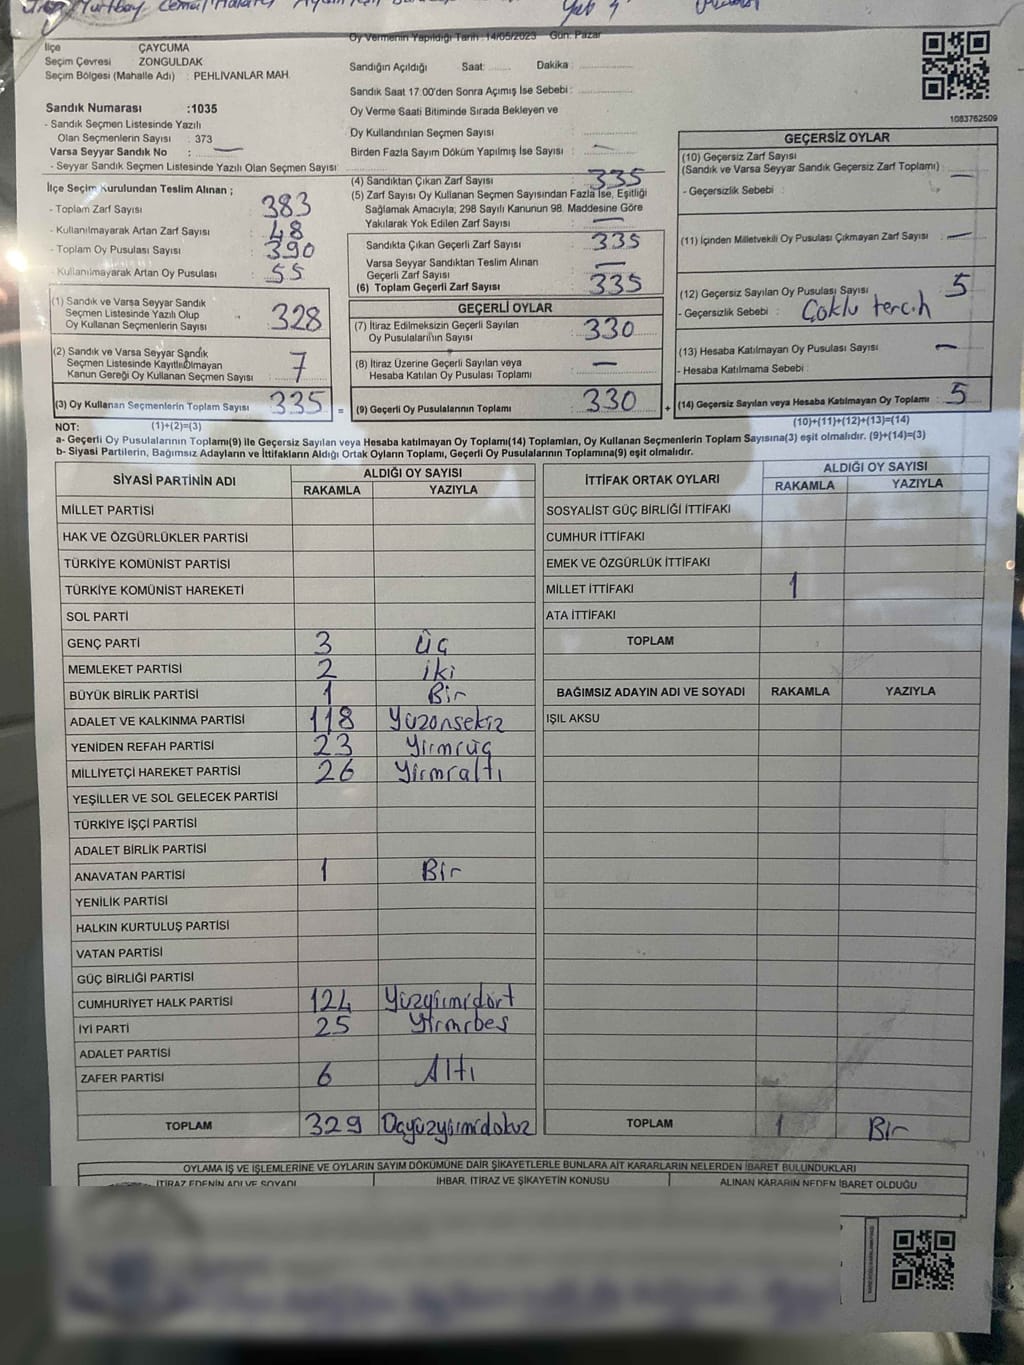 Yurtbay Cemal
İlçe ÇAYCUMA
Seçim Çevresi ZONGULDAK
Seçim Bölgesi (Mahalle Adı) : PEHLİVANLAR MAH.
Sandık Numarası :1035
- Sandık Seçmen Listesinde Yazılı
Olan Seçmenlerin Sayısı : 373
Varsa Seyyar Sandık No : —
- Seyyar Sandık Seçmen Listesinde Yazılı Olan Seçmen Sayısı :
İlçe Seçim Kurulundan Teslim Alınan ;
- Toplam Zarf Sayısı 383
- Kullanılmayarak Artan Zarf Sayısı 48
- Toplam Oy Pusulası Sayısı 390
- Kullanılmayarak Artan Oy Pusulası 55
(1) Sandık ve Varsa Seyyar Sandık
Seçmen Listesinde Yazılı Olup
Oy Kullanan Seçmenlerin Sayısı 328
(2) Sandık ve Varsa Seyyar Sandık
Seçmen Listesinde Kayıtlı Olmayan
Kanun Gereği Oy Kullanan Seçmen Sayısı 7
(3) Oy Kullanan Seçmenlerin Toplam Sayısı 335 =
Oy Vermenin Yapıldığı Tarih : 14/05/2023 Gün: Pazar
Sandığın Açıldığı Saat: Dakika :
Sandık Saat 17.00'den Sonra Açımış İse Sebebi :
Oy Verme Saati Bitiminde Sırada Bekleyen ve
Oy Kullandırılan Seçmen Sayısı :
Birden Fazla Sayım Döküm Yapılmış İse Sayısı : —
(4) Sandıktan Çıkan Zarf Sayısı 335
(5) Zarf Sayısı Oy Kullanan Seçmen Sayısından Fazla İse, Eşitliği
Sağlamak Amacıyla, 298 Sayılı Kanunun 98. Maddesine Göre
Yakılarak Yok Edilen Zarf Sayısı : —
Sandıkta Çıkan Geçerli Zarf Sayısı : 335
Varsa Seyyar Sandıktan Teslim Alınan
Geçerli Zarf Sayısı : —
(6) Toplam Geçerli Zarf Sayısı : 335
GEÇERLİ OYLAR
(7) İtiraz Edilmeksizin Geçerli Sayılan
Oy Pusulalarıın Sayısı : 330
(8) İtiraz Üzerine Geçerli Sayılan veya
Hesaba Katılan Oy Pusulası Toplamı : —
(9) Geçerli Oy Pusulalarının Toplamı : 330 +
1083762509
GEÇERSİZ OYLAR
(10) Geçersiz Zarf Sayısı
(Sandık ve Varsa Seyyar Sandık Geçersiz Zarf Toplamı) : —
- Geçersizlik Sebebi :
(11) İçinden Milletvekili Oy Pusulası Çıkmayan Zarf Sayısı : —
(12) Geçersiz Sayılan Oy Pusulası Sayısı : 5
- Geçersizlik Sebebi : Çoklu tercih
(13) Hesaba Katılmayan Oy Pusulası Sayısı : —
- Hesaba Katılmama Sebebi :
(14) Geçersiz Sayılan veya Hesaba Katılmayan Oy Toplamı : 5
NOT: (1)+(2)=(3) (10)+(11)+(12)+(13)=(14)
a- Geçerli Oy Pusulalarının Toplamı(9) ile Geçersiz Sayılan veya Hesaba katılmayan Oy Toplamı(14) Toplamları, Oy Kullanan Seçmenlerin Toplam Sayısına(3) eşit olmalıdır. (9)+(14)=(3)
b- Siyasi Partilerin, Bağımsız Adayların ve İttifakların Aldığı Ortak Oyların Toplamı, Geçerli Oy Pusulalarının Toplamına(9) eşit olmalıdır.
SİYASİ PARTİNİN ADI ALDIĞI OY SAYISI
RAKAMLA YAZIYLA
MİLLET PARTİSİ
HAK VE ÖZGÜRLÜKLER PARTİSİ
TÜRKİYE KOMÜNİST PARTİSİ
TÜRKİYE KOMÜNİST HAREKETİ
SOL PARTİ
GENÇ PARTİ 3 üç
MEMLEKET PARTİSİ 2 iki
BÜYÜK BİRLİK PARTİSİ 1 Bir
ADALET VE KALKINMA PARTİSİ 118 Yüzonsekiz
YENİDEN REFAH PARTİSİ 23 Yirmiüç
MİLLİYETÇİ HAREKET PARTİSİ 26 Yirmialtı
YEŞİLLER VE SOL GELECEK PARTİSİ
TÜRKİYE İŞÇİ PARTİSİ
ADALET BİRLİK PARTİSİ
ANAVATAN PARTİSİ 1 Bir
YENİLİK PARTİSİ
HALKIN KURTULUŞ PARTİSİ
VATAN PARTİSİ
GÜÇ BİRLİĞİ PARTİSİ
CUMHURİYET HALK PARTİSİ 124 Yüzyirmidört
İYİ PARTİ 25 Yirmibeş
ADALET PARTİSİ
ZAFER PARTİSİ 6 Altı
TOPLAM 329 Üçyüzyirmidokuz
İTTİFAK ORTAK OYLARI ALDIĞI OY SAYISI
RAKAMLA YAZIYLA
SOSYALİST GÜÇ BİRLİĞİ İTTİFAKI
CUMHUR İTTİFAKI
EMEK VE ÖZGÜRLÜK İTTİFAKI
MİLLET İTTİFAKI 1
ATA İTTİFAKI
TOPLAM
BAĞIMSIZ ADAYIN ADI VE SOYADI RAKAMLA YAZIYLA
IŞIL AKSU
TOPLAM 1 Bir
OYLAMA İŞ VE İŞLEMLERİNE VE OYLARIN SAYIM DÖKÜMÜNE DAİR ŞİKAYETLERLE BUNLARA AİT KARARLARIN NELERDEN İBARET BULUNDUKLARI
İTİRAZ EDENİN ADI VE SOYADI İHBAR, İTİRAZ VE ŞİKAYETİN KONUSU ALINAN KARARIN NEDEN İBARET OLDUĞU